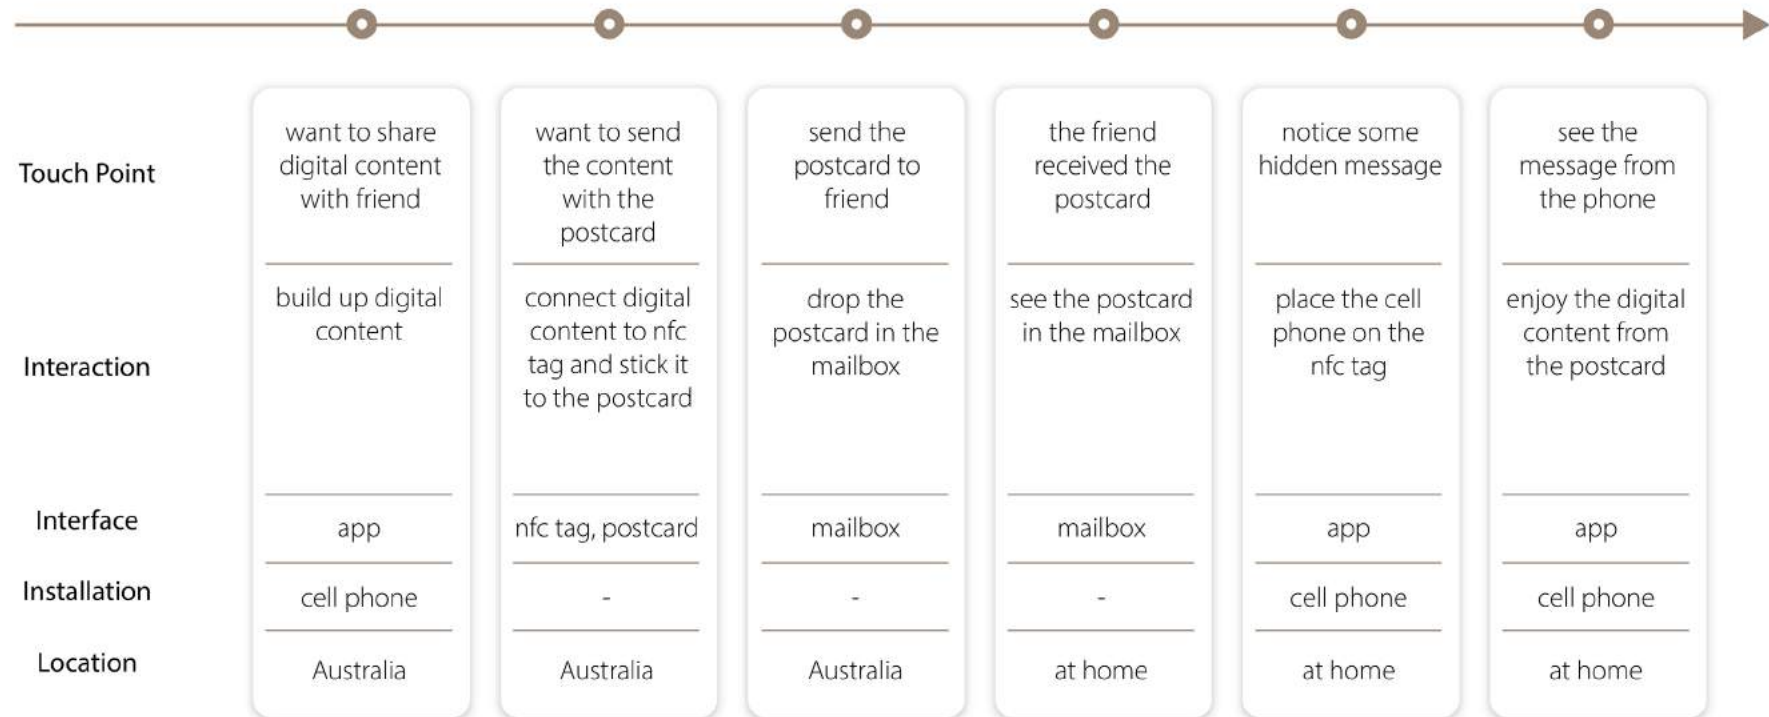 Touch Point
want to share
digital content
with friend
want to send
the content
with the
postcard
send the
postcard to
friend
the friend
received the
postcard
notice some
hidden message
see the
message from
the phone
Interaction
build up digital
content
connect digital
content to nfc
tag and stick it
to the postcard
drop the
postcard in the
mailbox
see the postcard
in the mailbox
place the cell
phone on the
nfc tag
enjoy the digital
content from
the postcard
Interface
app
nfc tag, postcard
mailbox
mailbox
app
app
Installation
cell phone
-
-
-
cell phone
cell phone
Location
Australia
Australia
Australia
at home
at home
at home